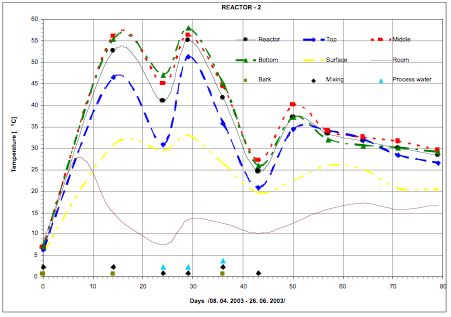 REACTOR - 2
60
55
50
45
40
35
30
25
20
15
10
5
0
Temperature [ °C]
Reactor Top Middle
Bottom Surface Room
Bark Mixing Process water
0 10 20 30 40 50 60 70 80
Days /08. 04. 2003 - 26. 06. 2003/